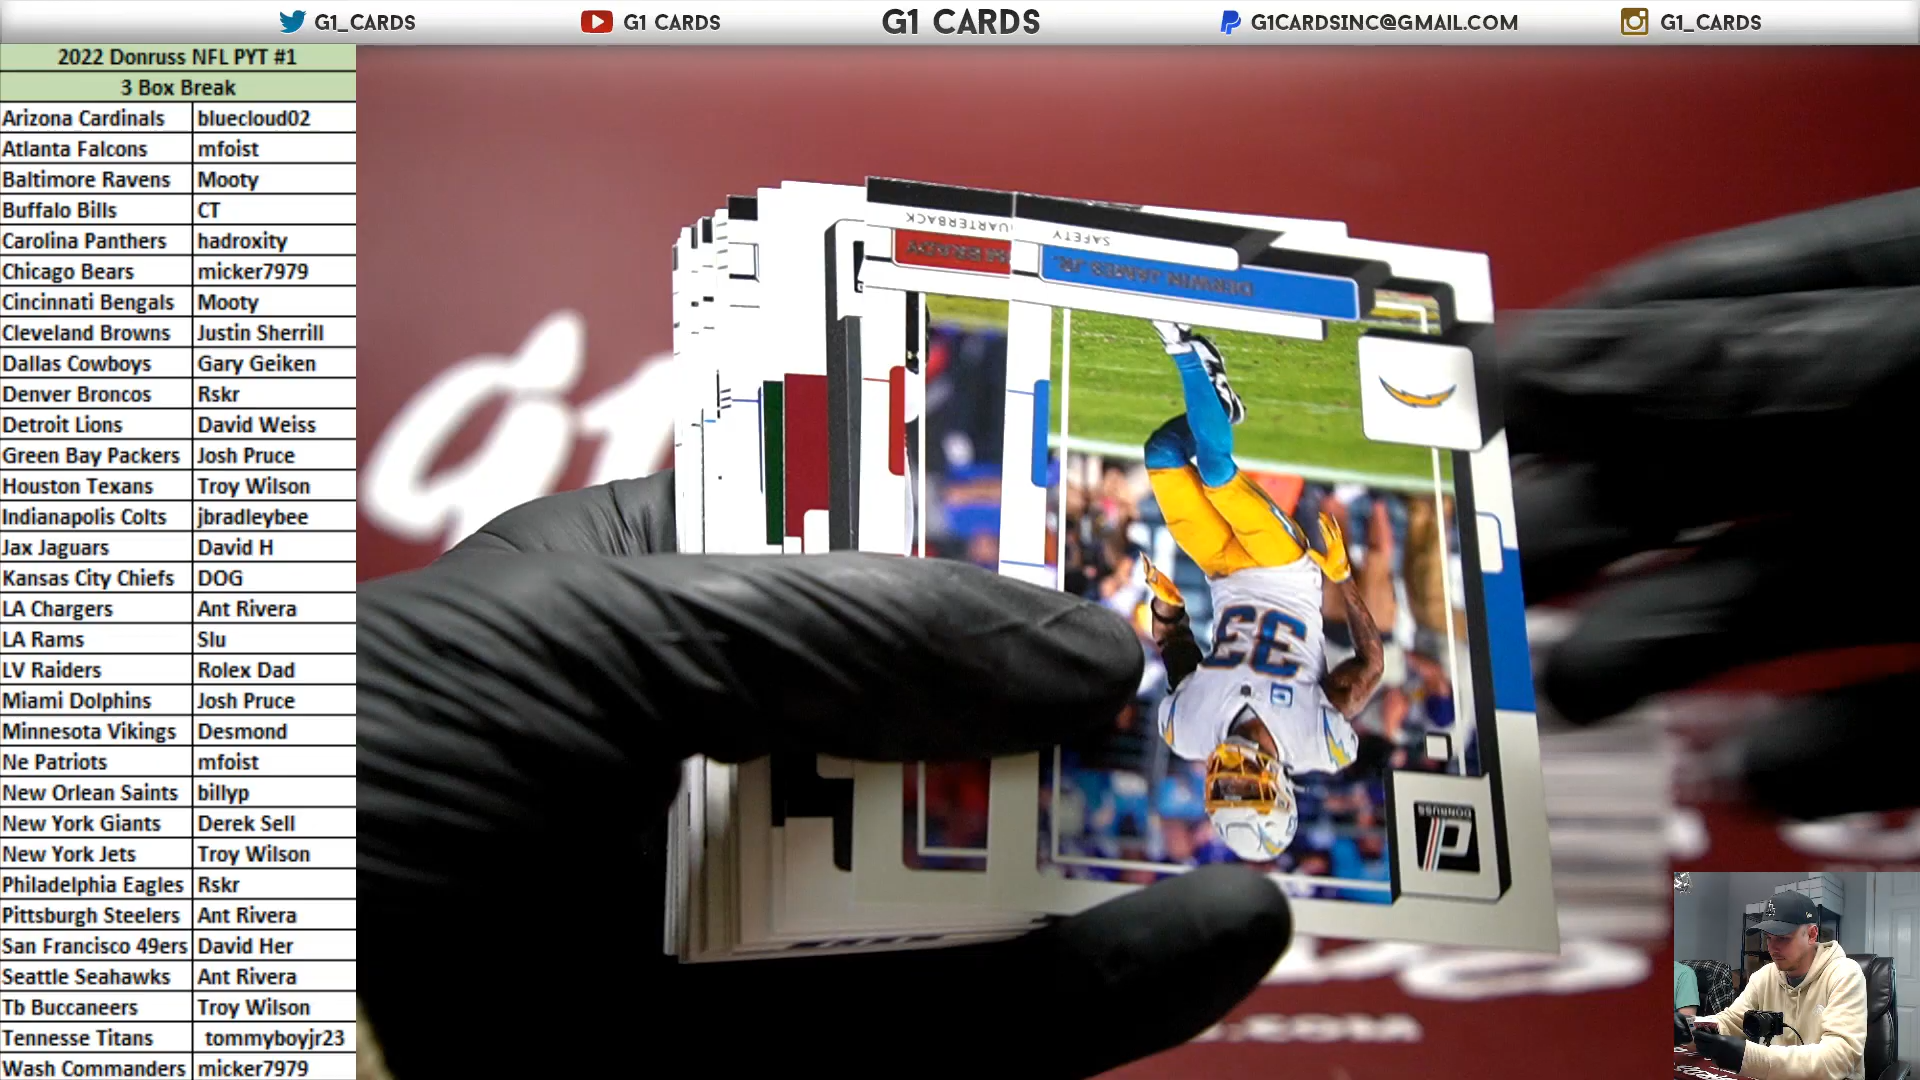 G1_CARDS
G1 CARDS
G1 CARDS
G1CARDSINC@GMAIL.COM
G1_CARDS
2022 Donruss NFL PYT #1
3 Box Break
Arizona Cardinals bluecloud02
Atlanta Falcons mfoist
Baltimore Ravens Mooty
Buffalo Bills CT
Carolina Panthers hadroxity
Chicago Bears micker7979
Cincinnati Bengals Mooty
Cleveland Browns Justin Sherrill
Dallas Cowboys Gary Geiken
Denver Broncos Rskr
Detroit Lions David Weiss
Green Bay Packers Josh Pruce
Houston Texans Troy Wilson
Indianapolis Colts jbradleybee
Jax Jaguars David H
Kansas City Chiefs DOG
LA Chargers Ant Rivera
LA Rams Slu
LV Raiders Rolex Dad
Miami Dolphins Josh Pruce
Minnesota Vikings Desmond
Ne Patriots mfoist
New Orlean Saints billyp
New York Giants Derek Sell
New York Jets Troy Wilson
Philadelphia Eagles Rskr
Pittsburgh Steelers Ant Rivera
San Francisco 49ers David Her
Seattle Seahawks Ant Rivera
Tb Buccaneers Troy Wilson
Tennesse Titans tommyboyjr23
Wash Commanders micker7979
SAFETY
DERWIN JAMES JR.
33
DONRUSS